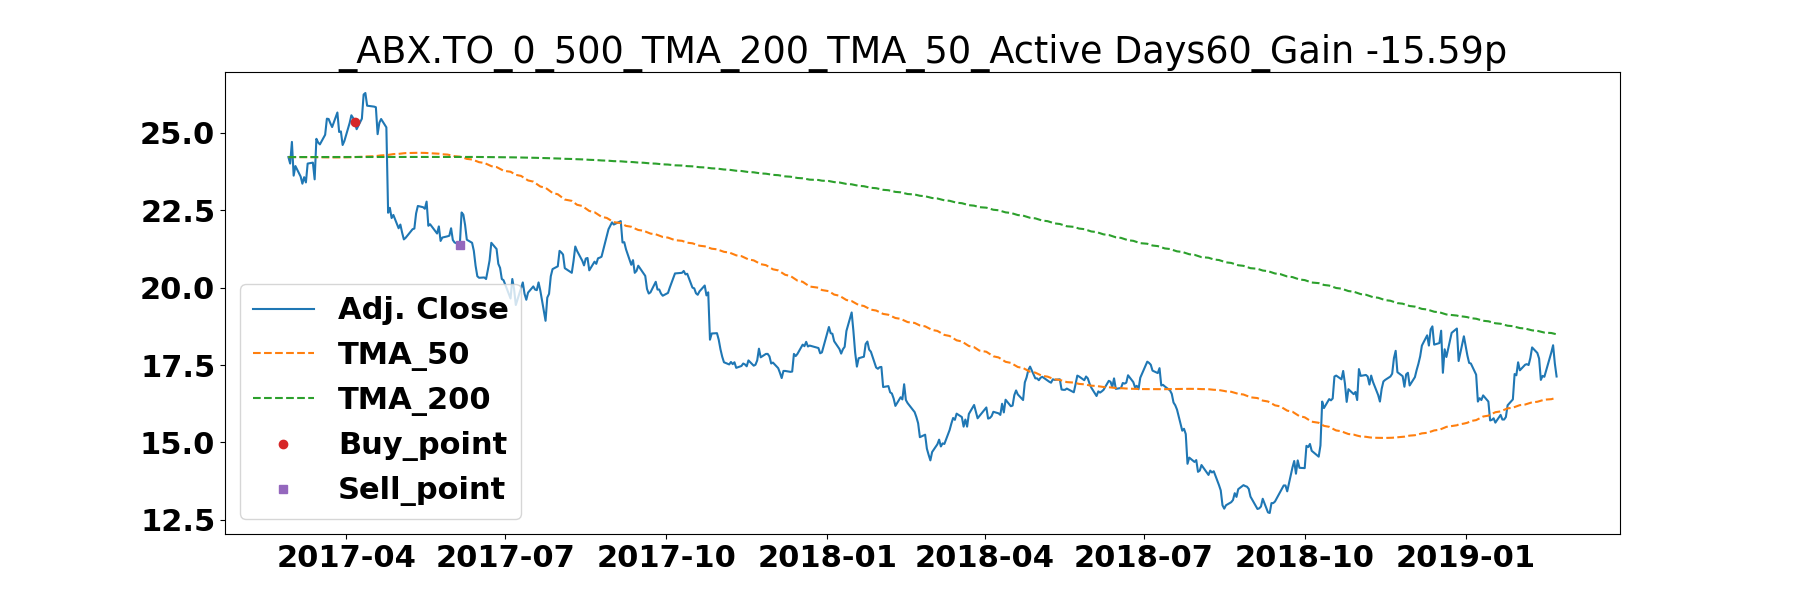 _ABX.TO_0_500_TMA_200_TMA_50_Active Days60_Gain -15.59p
25.0
22.5
20.0
17.5
15.0
12.5
Adj. Close
TMA_50
TMA_200
Buy_point
Sell_point
2017-04 2017-07 2017-10 2018-01 2018-04 2018-07 2018-10 2019-01